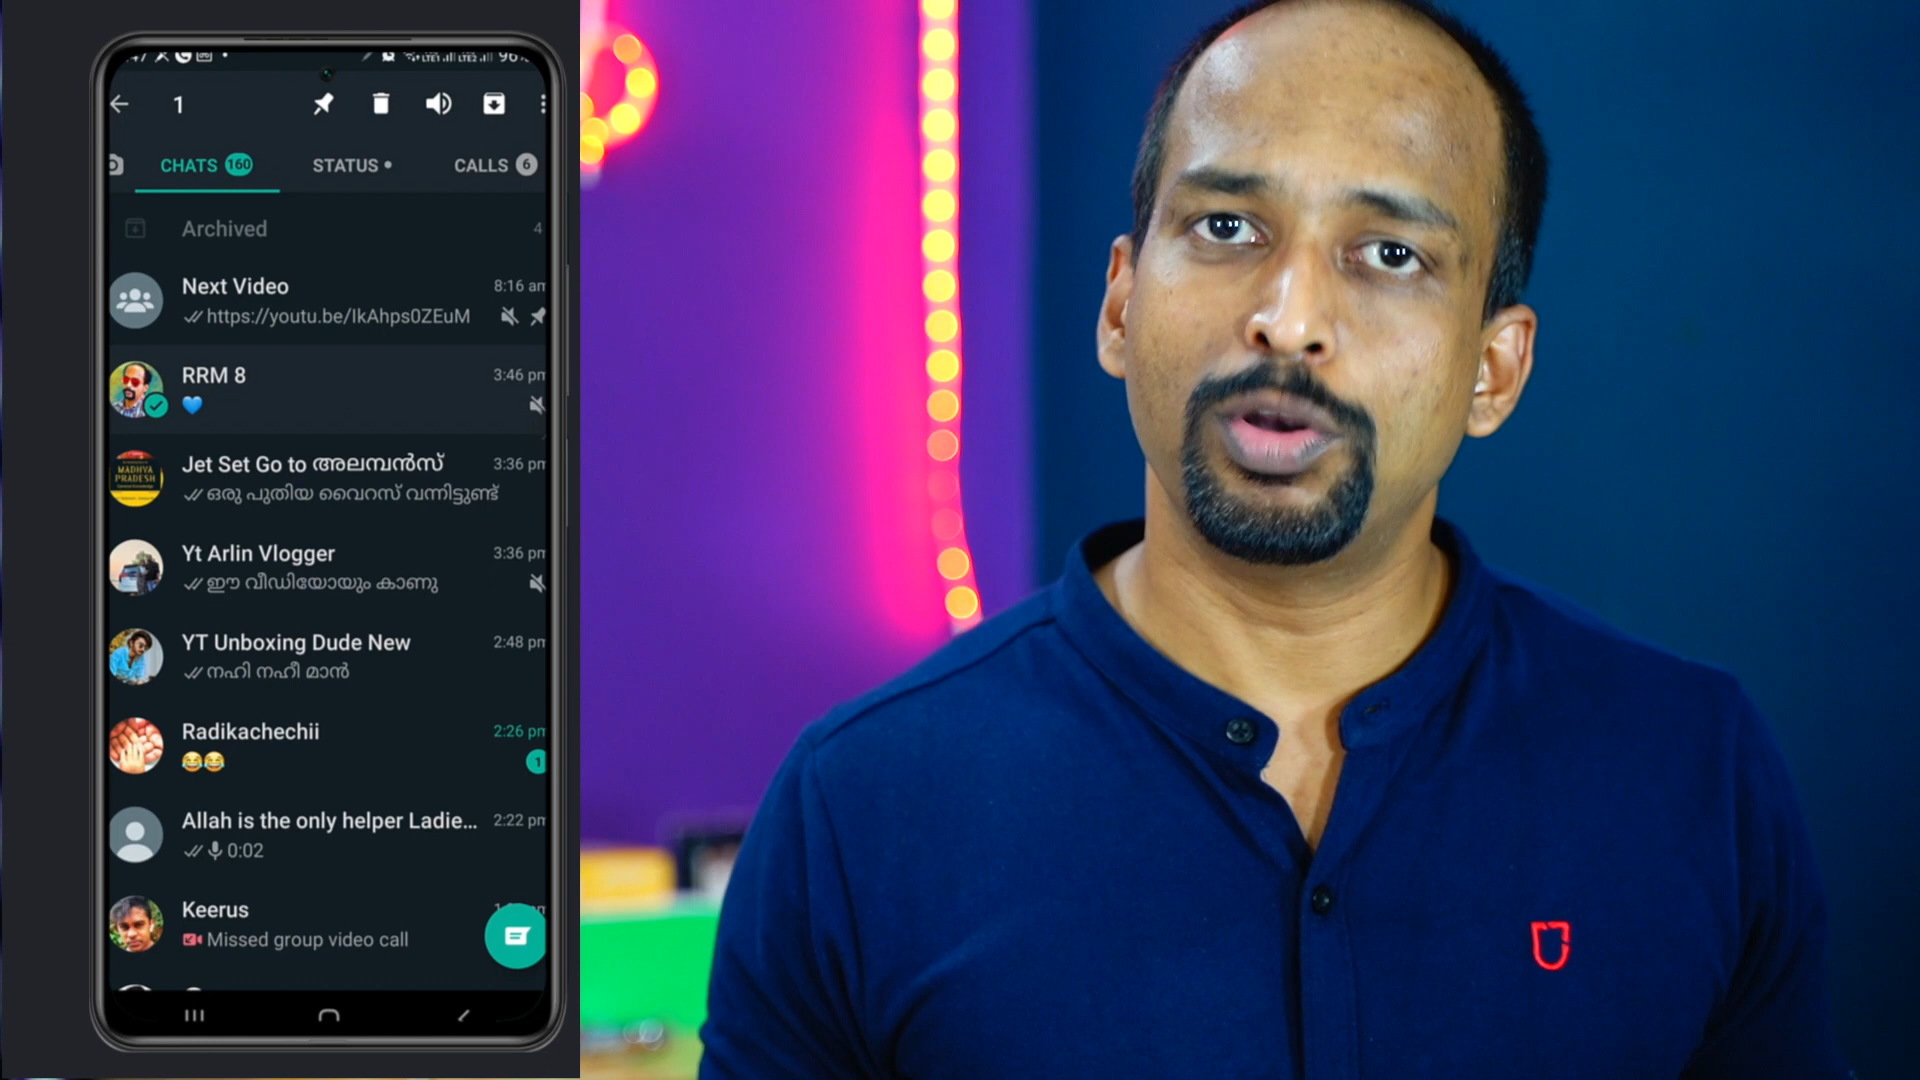 1
CHATS 160 STATUS • CALLS 6
Archived 4
Next Video 8:16 am
https://youtu.be/IkAhps0ZEuM
RRM 8 3:46 pm
Jet Set Go to അലമ്പൻസ് 3:36 pm
MADHYA
PRADESH
ഒരു പുതിയ വൈറസ് വന്നിട്ടുണ്ട്
Yt Arlin Vlogger 3:36 pm
ഈ വീഡിയോയും കാണു
YT Unboxing Dude New 2:48 pm
നഹി നഹീ മാൻ
Radikachechii 2:26 pm
😂😂 1
Allah is the only helper Ladie... 2:22 pm
0:02
Keerus
Missed group video call